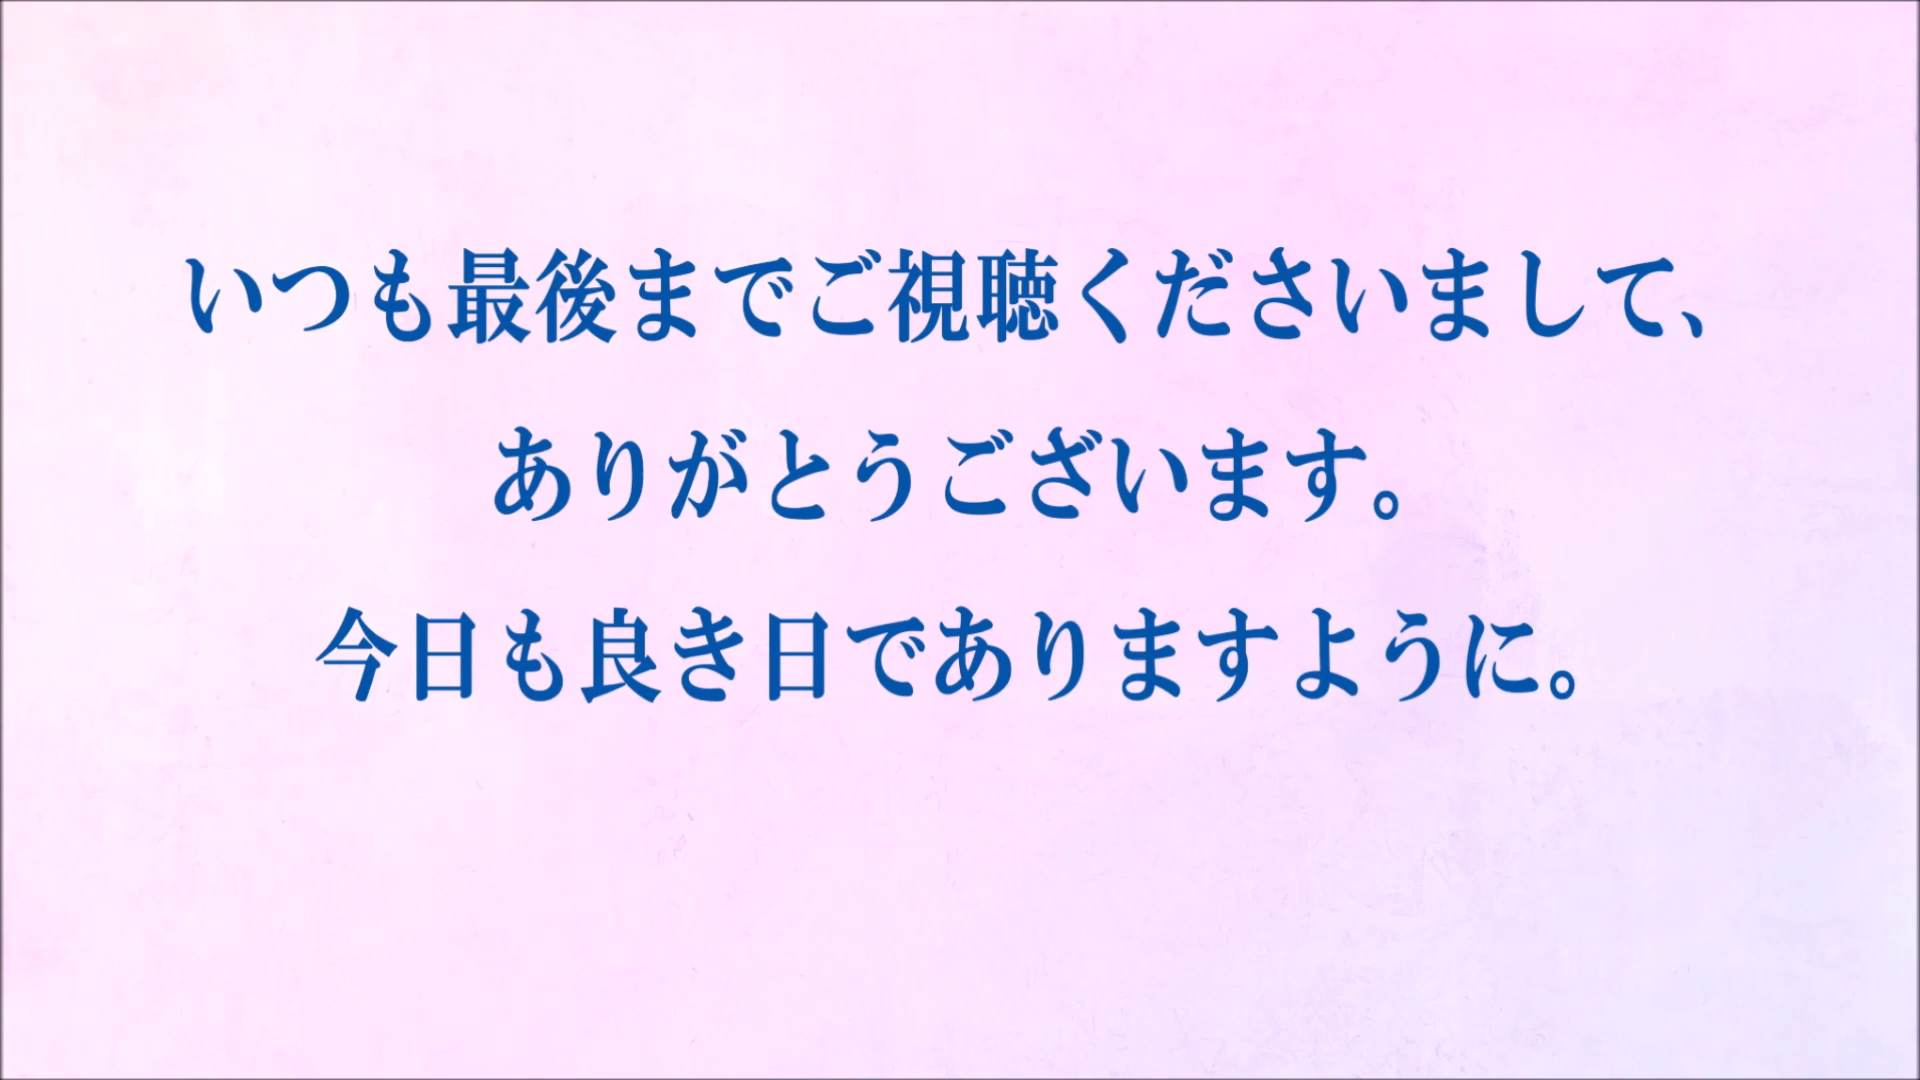 いつも最後までご視聴くださいまして、
ありがとうございます。
今日も良き日でありますように。